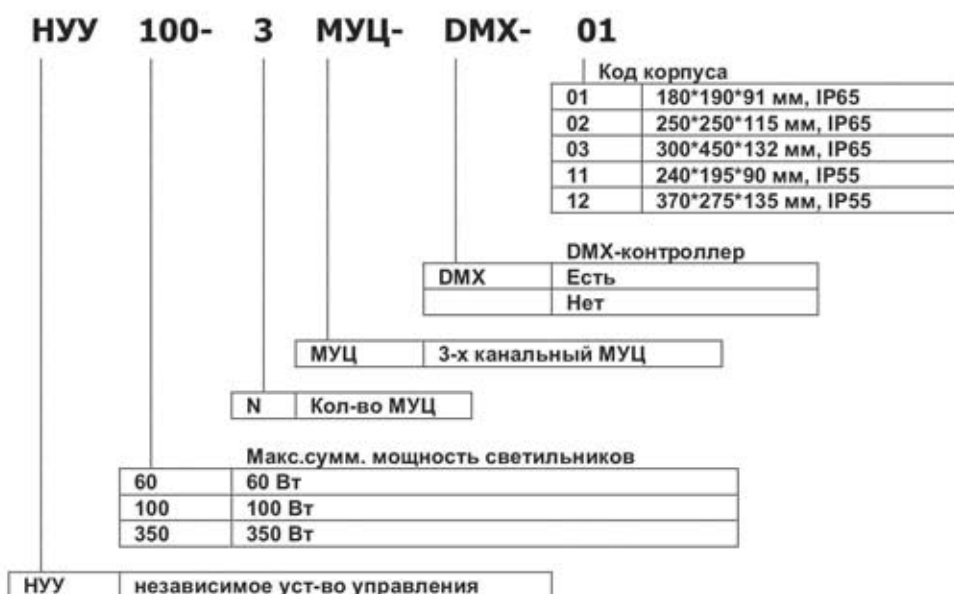 НУУ 100- 3 МУЦ- DMX- 01
Код корпуса
01 180*190*91 мм, IP65
02 250*250*115 мм, IP65
03 300*450*132 мм, IP65
11 240*195*90 мм, IP55
12 370*275*135 мм, IP55
DMX-контроллер
DMX Есть
Нет
МУЦ 3-х канальный МУЦ
N Кол-во МУЦ
Макс.сумм. мощность светильников
60 60 Вт
100 100 Вт
350 350 Вт
НУУ независимое уст-во управления